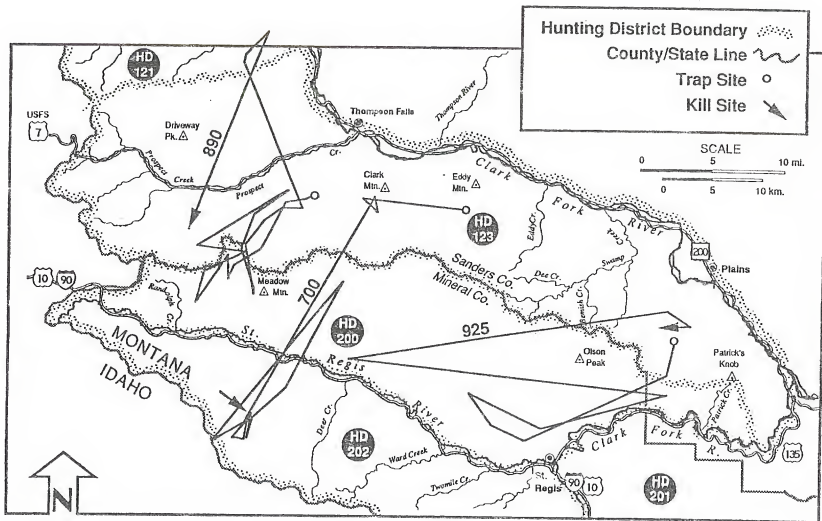 Hunting District Boundary
County/State Line
Trap Site
Kill Site
SCALE
0 5 10 mi.
0 5 10 km.
HD 121
USFS 7
Driveway Pk.
890
Thompson Falls
Thompson River
Prospect Creek
Prospect Cr.
Clark Mtn.
Eddy Mtn.
Clark Fork River
HD 123
Eddy Cr.
Swamp Creek
Dee Cr.
200
Plains
10 90
Meadow Mtn.
700
Sanders Co.
Mineral Co.
925
MONTANA
IDAHO
St. Regis River
HD 200
Olson Peak
Patrick's Knob
Patrick Cr.
Deer Cr.
HD 202
Ward Creek
Twomile Cr.
Clark Fork R.
135
St. Regis
90 10
HD 201
N